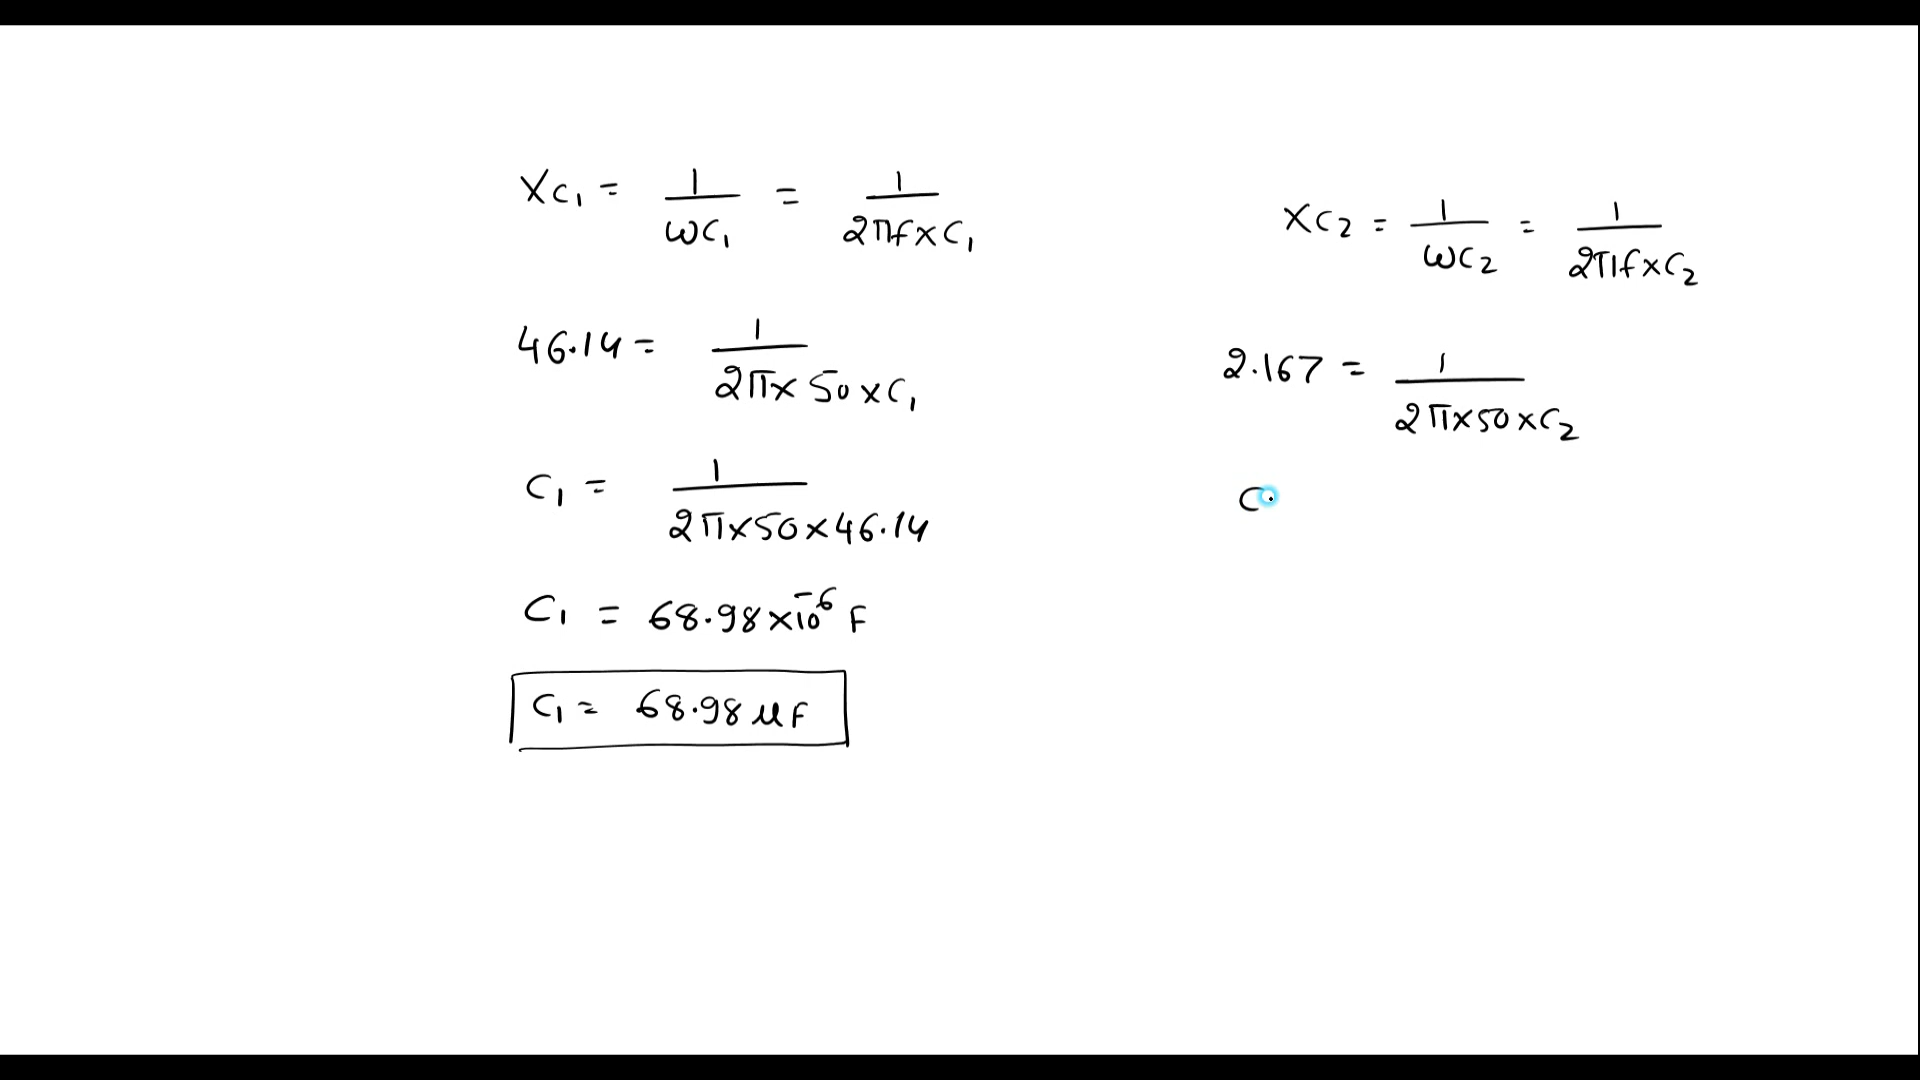 XC₁ = 1/ωC₁ = 1/2πf×C₁
46.14 = 1/2π×50×C₁
C₁ = 1/2π×50×46.14
C₁ = 68.98×10⁻⁶ F
C₁ = 68.98 μF
XC₂ = 1/ωC₂ = 1/2πf×C₂
2.167 = 1/2π×50×C₂
C